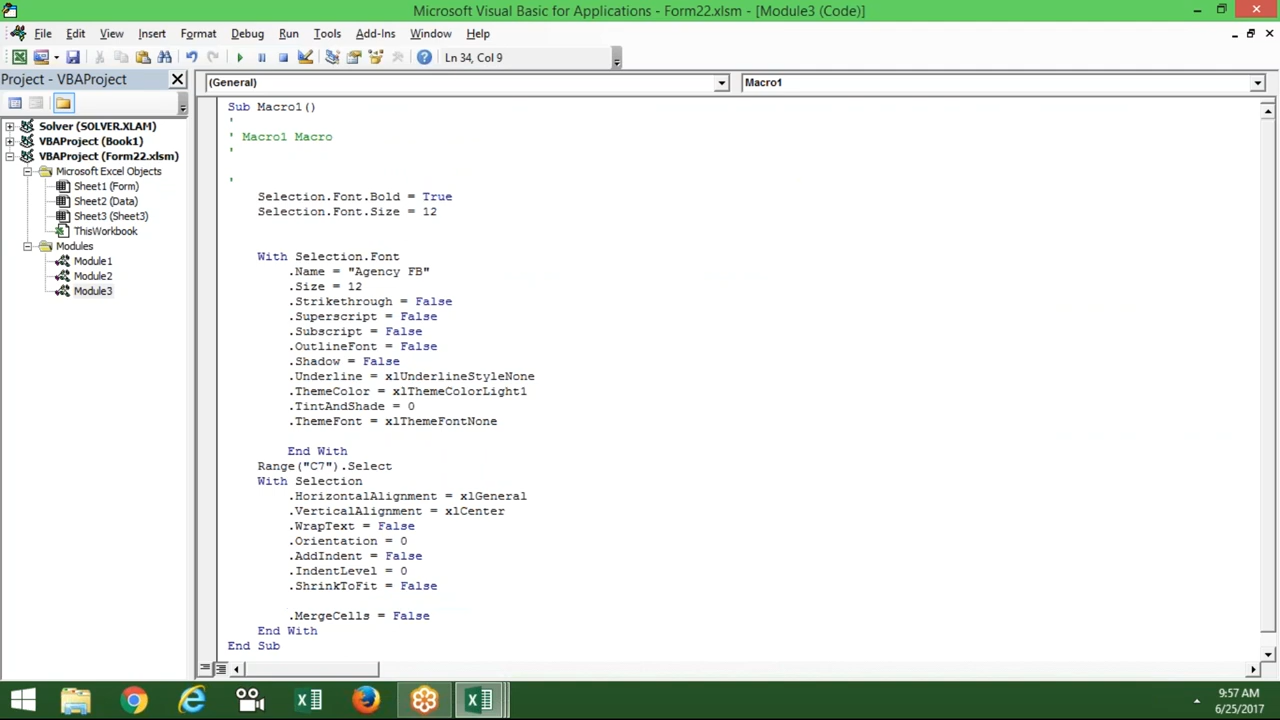 Microsoft Visual Basic for Applications - Form22.xlsm - [Module3 (Code)]
File Edit View Insert Format Debug Run Tools Add-Ins Window Help
Ln 34, Col 9
Project - VBAProject
(General) Macro1
Solver (SOLVER.XLAM)
VBAProject (Book1)
VBAProject (Form22.xlsm)
Microsoft Excel Objects
Sheet1 (Form)
Sheet2 (Data)
Sheet3 (Sheet3)
ThisWorkbook
Modules
Module1
Module2
Module3
Sub Macro1()
'
' Macro1 Macro
'
'
Selection.Font.Bold = True
Selection.Font.Size = 12
With Selection.Font
.Name = "Agency FB"
.Size = 12
.Strikethrough = False
.Superscript = False
.Subscript = False
.OutlineFont = False
.Shadow = False
.Underline = xlUnderlineStyleNone
.ThemeColor = xlThemeColorLight1
.TintAndShade = 0
.ThemeFont = xlThemeFontNone
End With
Range("C7").Select
With Selection
.HorizontalAlignment = xlGeneral
.VerticalAlignment = xlCenter
.WrapText = False
.Orientation = 0
.AddIndent = False
.IndentLevel = 0
.ShrinkToFit = False
.MergeCells = False
End With
End Sub
9:57 AM
6/25/2017